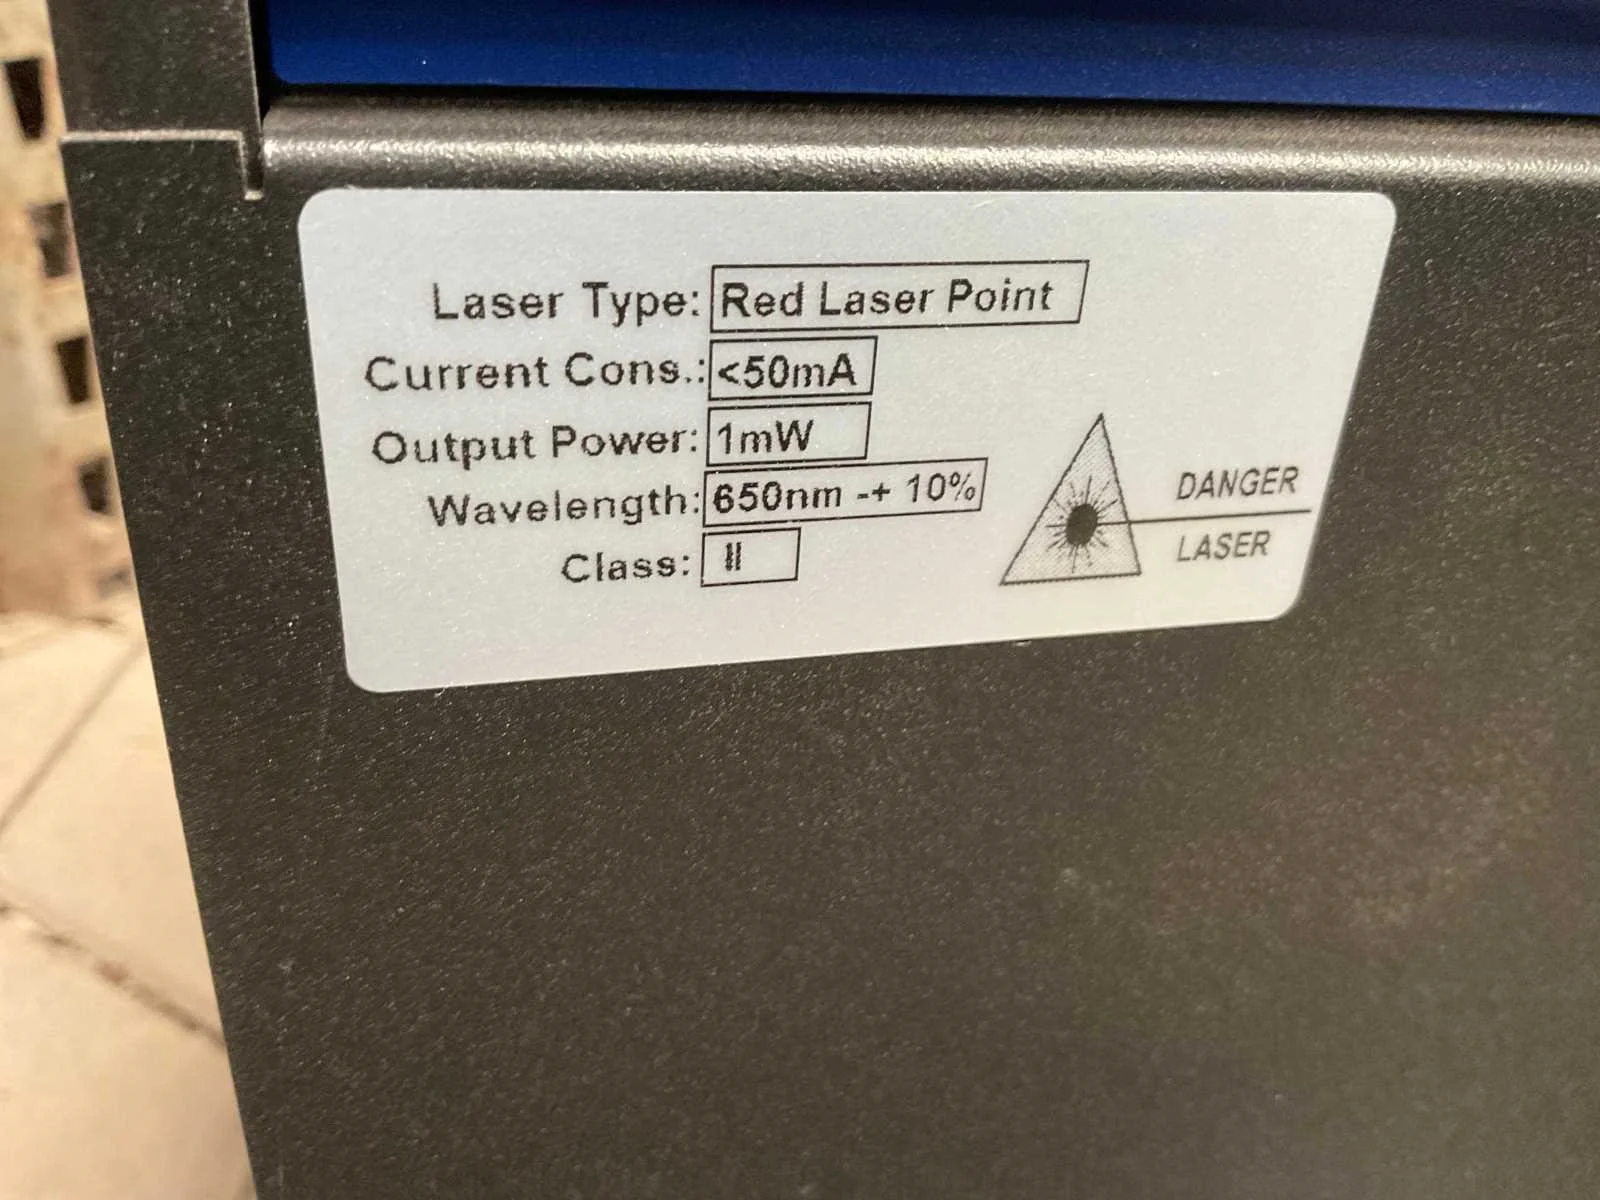 Laser Type: Red Laser Point
Current Cons.: <50mA
Output Power: 1mW
Wavelength: 650nm -+ 10%
Class: II
DANGER
LASER